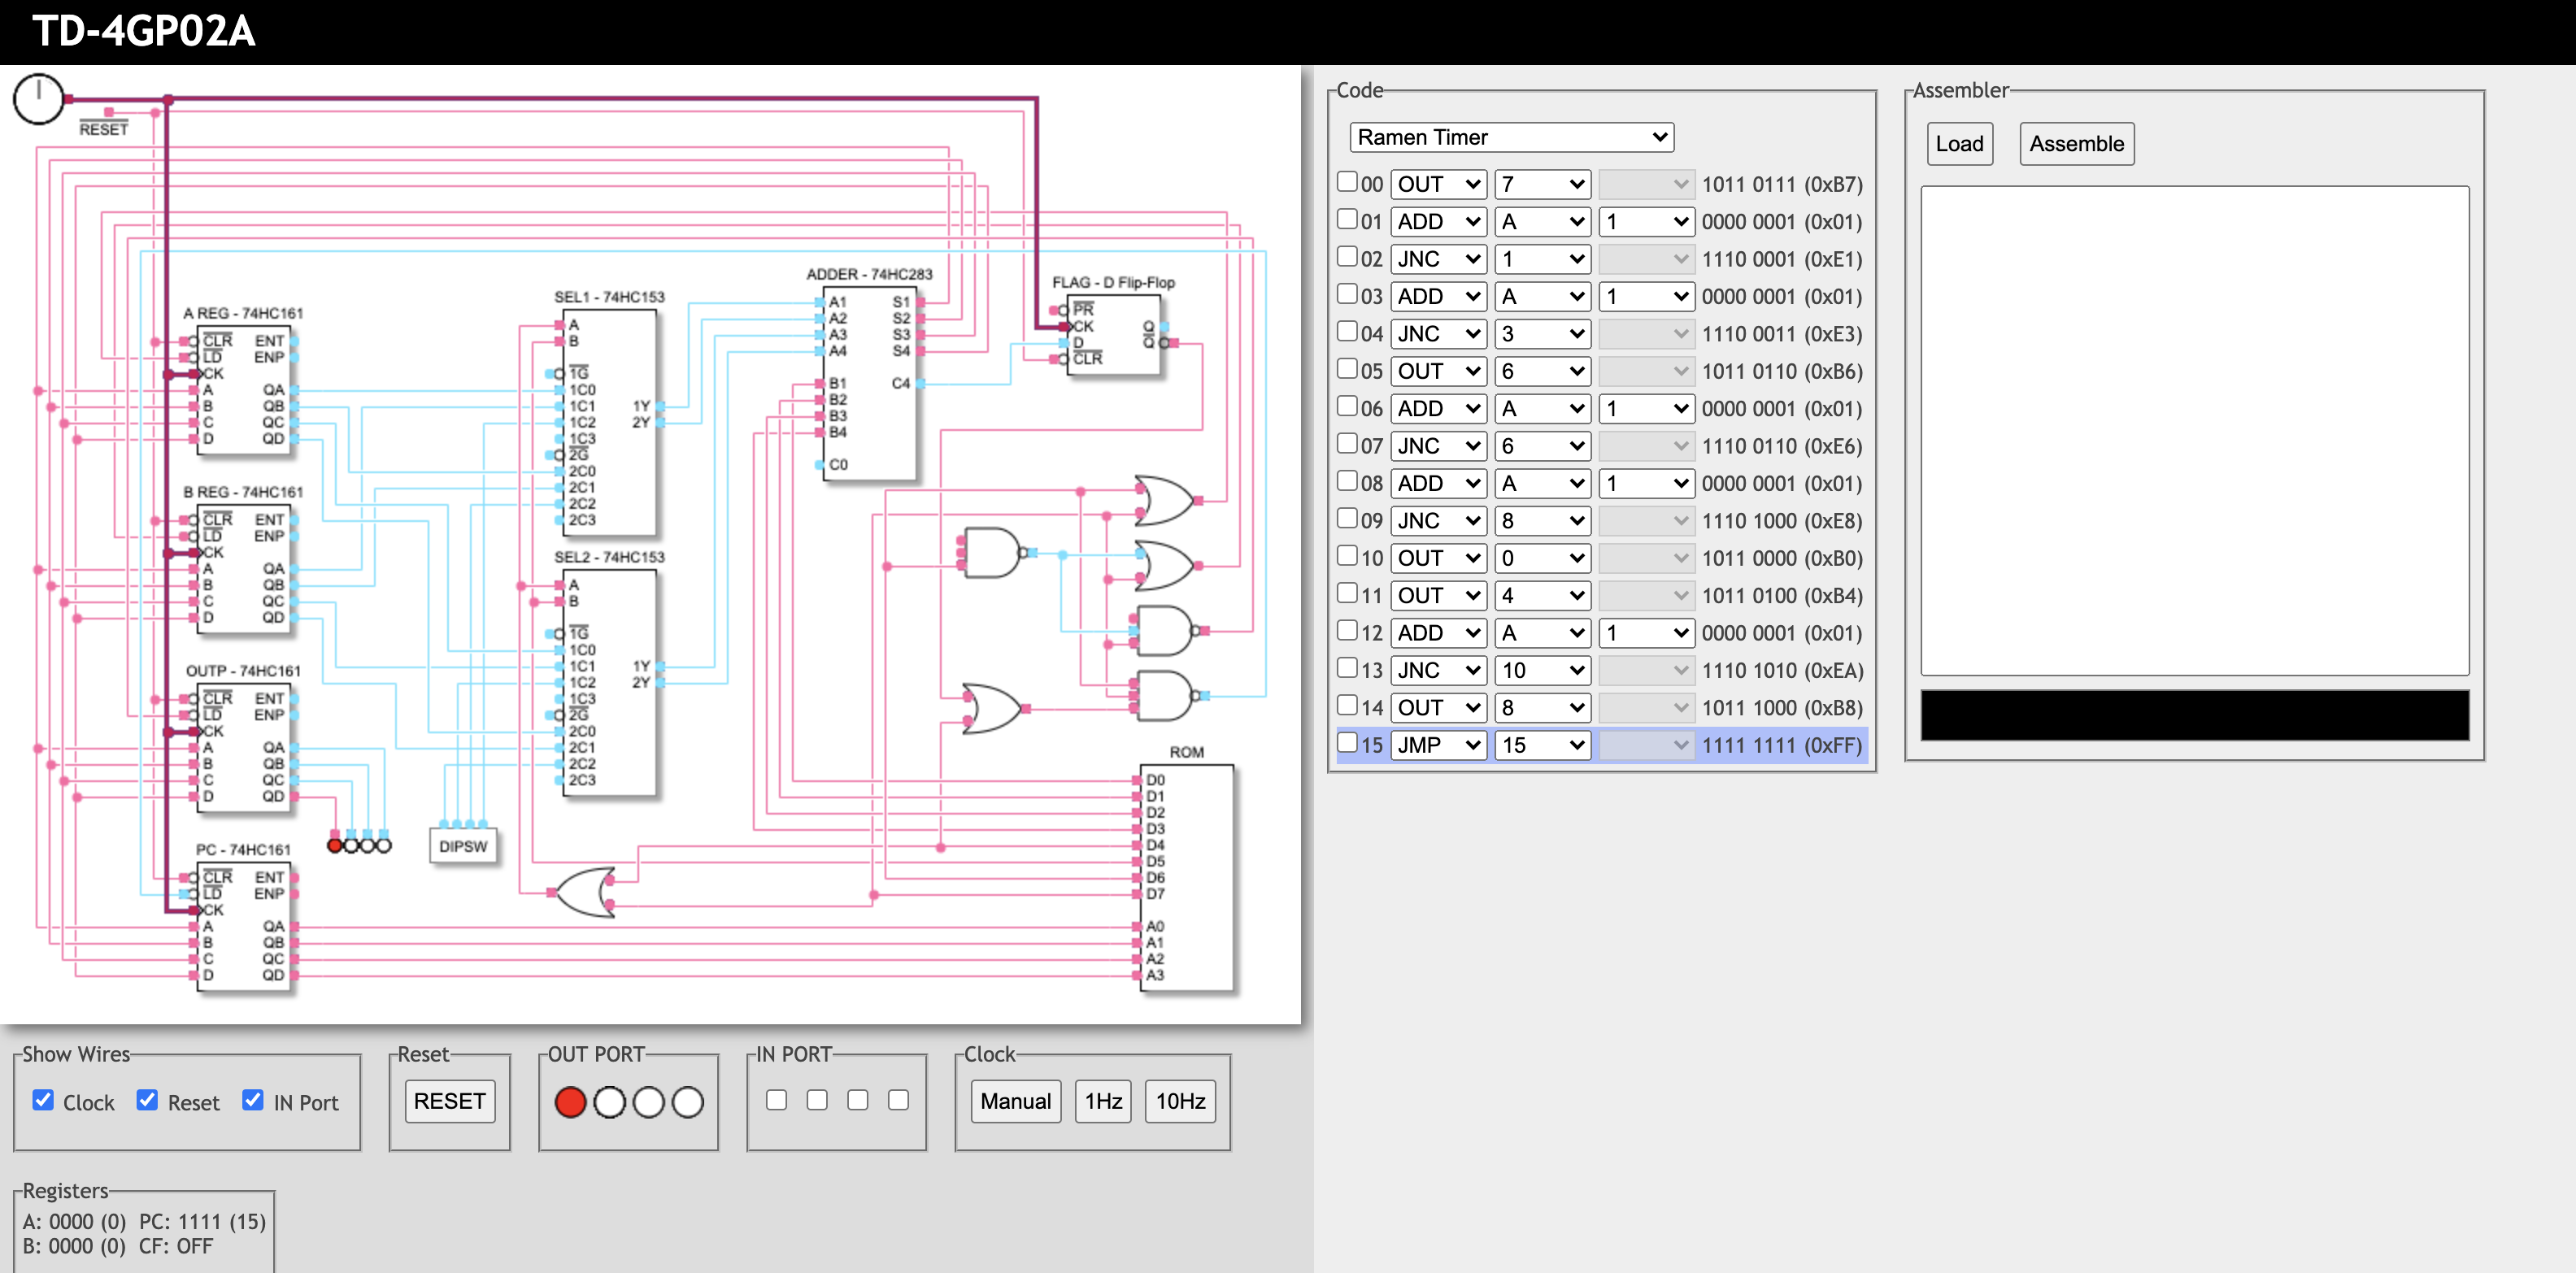 TD-4GP02A
RESET
A REG - 74HC161
CLR ENT
LD ENP
CK
A QA
B QB
C QC
D QD
B REG - 74HC161
CLR ENT
LD ENP
CK
A QA
B QB
C QC
D QD
OUTP - 74HC161
CLR ENT
LD ENP
CK
A QA
B QB
C QC
D QD
PC - 74HC161
CLR ENT
LD ENP
CK
A QA
B QB
C QC
D QD
DIPSW
SEL1 - 74HC153
A
B
1G
1C0
1C1 1Y
1C2 2Y
1C3
2G
2C0
2C1
2C2
2C3
SEL2 - 74HC153
A
B
1G
1C0
1C1 1Y
1C2 2Y
1C3
2G
2C0
2C1
2C2
2C3
ADDER - 74HC283
A1 S1
A2 S2
A3 S3
A4 S4
B1 C4
B2
B3
B4
C0
FLAG - D Flip-Flop
PR
CK Q
D Q
CLR
ROM
D0
D1
D2
D3
D4
D5
D6
D7
A0
A1
A2
A3
Show Wires
Clock Reset IN Port
Reset
RESET
OUT PORT
IN PORT
Clock
Manual 1Hz 10Hz
Registers
A: 0000 (0) PC: 1111 (15)
B: 0000 (0) CF: OFF
Code
Ramen Timer
00 OUT 7 1011 0111 (0xB7)
01 ADD A 1 0000 0001 (0x01)
02 JNC 1 1110 0001 (0xE1)
03 ADD A 1 0000 0001 (0x01)
04 JNC 3 1110 0011 (0xE3)
05 OUT 6 1011 0110 (0xB6)
06 ADD A 1 0000 0001 (0x01)
07 JNC 6 1110 0110 (0xE6)
08 ADD A 1 0000 0001 (0x01)
09 JNC 8 1110 1000 (0xE8)
10 OUT 0 1011 0000 (0xB0)
11 OUT 4 1011 0100 (0xB4)
12 ADD A 1 0000 0001 (0x01)
13 JNC 10 1110 1010 (0xEA)
14 OUT 8 1011 1000 (0xB8)
15 JMP 15 1111 1111 (0xFF)
Assembler
Load Assemble